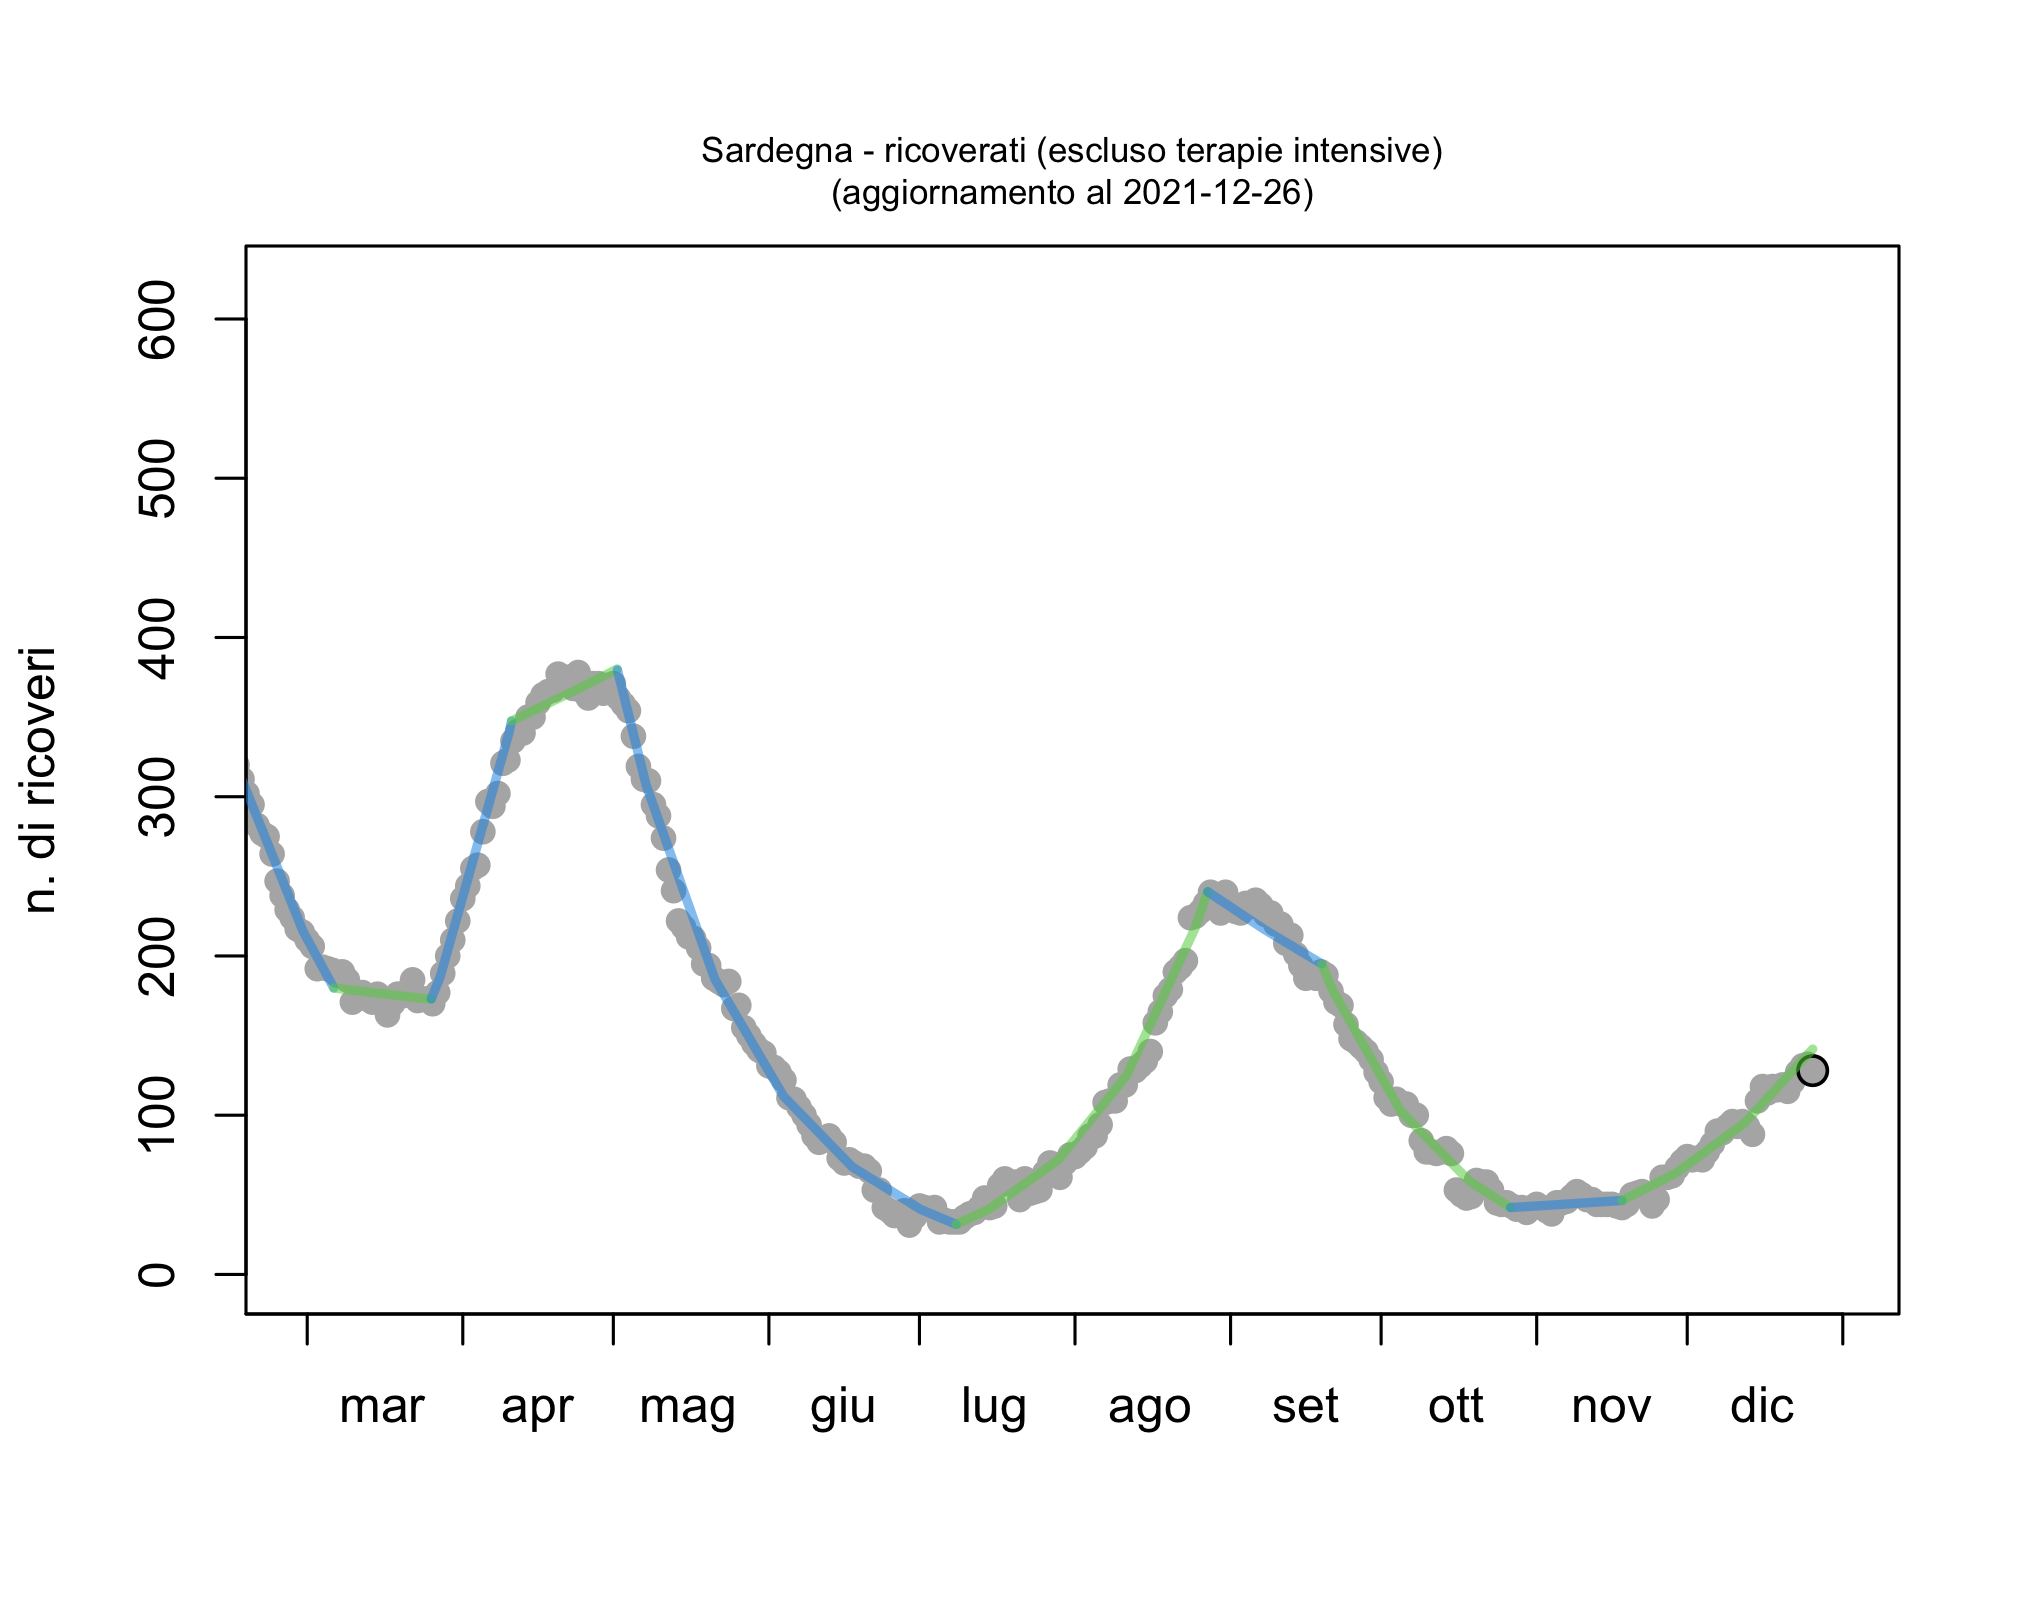 Sardegna - ricoverati (escluso terapie intensive)
(aggiornamento al 2021-12-26)
n. di ricoveri
600
500
400
300
200
100
0
mar apr mag giu lug ago set ott nov dic